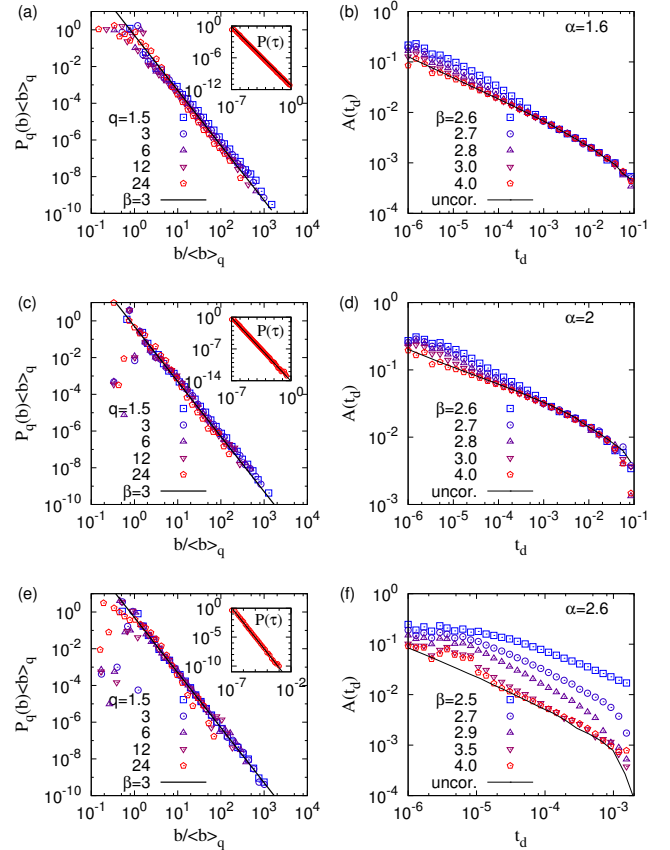 (a)
P_q(b)<b>_q
10^2
10^0
10^-2
10^-4
10^-6
10^-8
10^-10
10^-1 10^0 10^1 10^2 10^3 10^4
b/<b>_q
q=1.5
3
6
12
24
β=3
P(τ)
10^0
10^-4
10^-8
10^-12
10^-7 10^0
(b)
α=1.6
A(t_d)
10^0
10^-1
10^-2
10^-3
10^-4
10^-6 10^-5 10^-4 10^-3 10^-2 10^-1
t_d
β=2.6
2.7
2.8
3.0
4.0
uncor.
(c)
P_q(b)<b>_q
10^0
10^-2
10^-4
10^-6
10^-8
10^-10
10^-1 10^0 10^1 10^2 10^3 10^4
b/<b>_q
q=1.5
3
6
12
24
β=3
P(τ)
10^0
10^-7
10^-14
10^-7 10^0
(d)
α=2
A(t_d)
10^0
10^-1
10^-2
10^-3
10^-6 10^-5 10^-4 10^-3 10^-2 10^-1
t_d
β=2.6
2.7
2.8
3.0
4.0
uncor.
(e)
P_q(b)<b>_q
10^0
10^-2
10^-4
10^-6
10^-8
10^-10
10^-1 10^0 10^1 10^2 10^3 10^4
b/<b>_q
q=1.5
3
6
12
24
β=3
P(τ)
10^0
10^-5
10^-10
10^-7 10^-2
(f)
α=2.6
A(t_d)
10^0
10^-1
10^-2
10^-3
10^-4
10^-6 10^-5 10^-4 10^-3
t_d
β=2.5
2.7
2.9
3.5
4.0
uncor.